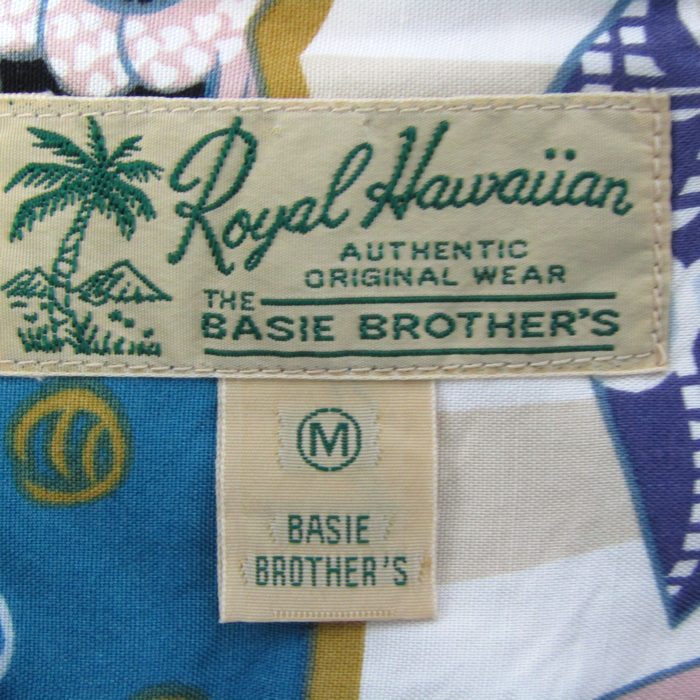 Royal Hawaiian
AUTHENTIC
ORIGINAL WEAR
THE
BASIE BROTHER'S
M
BASIE
BROTHER'S